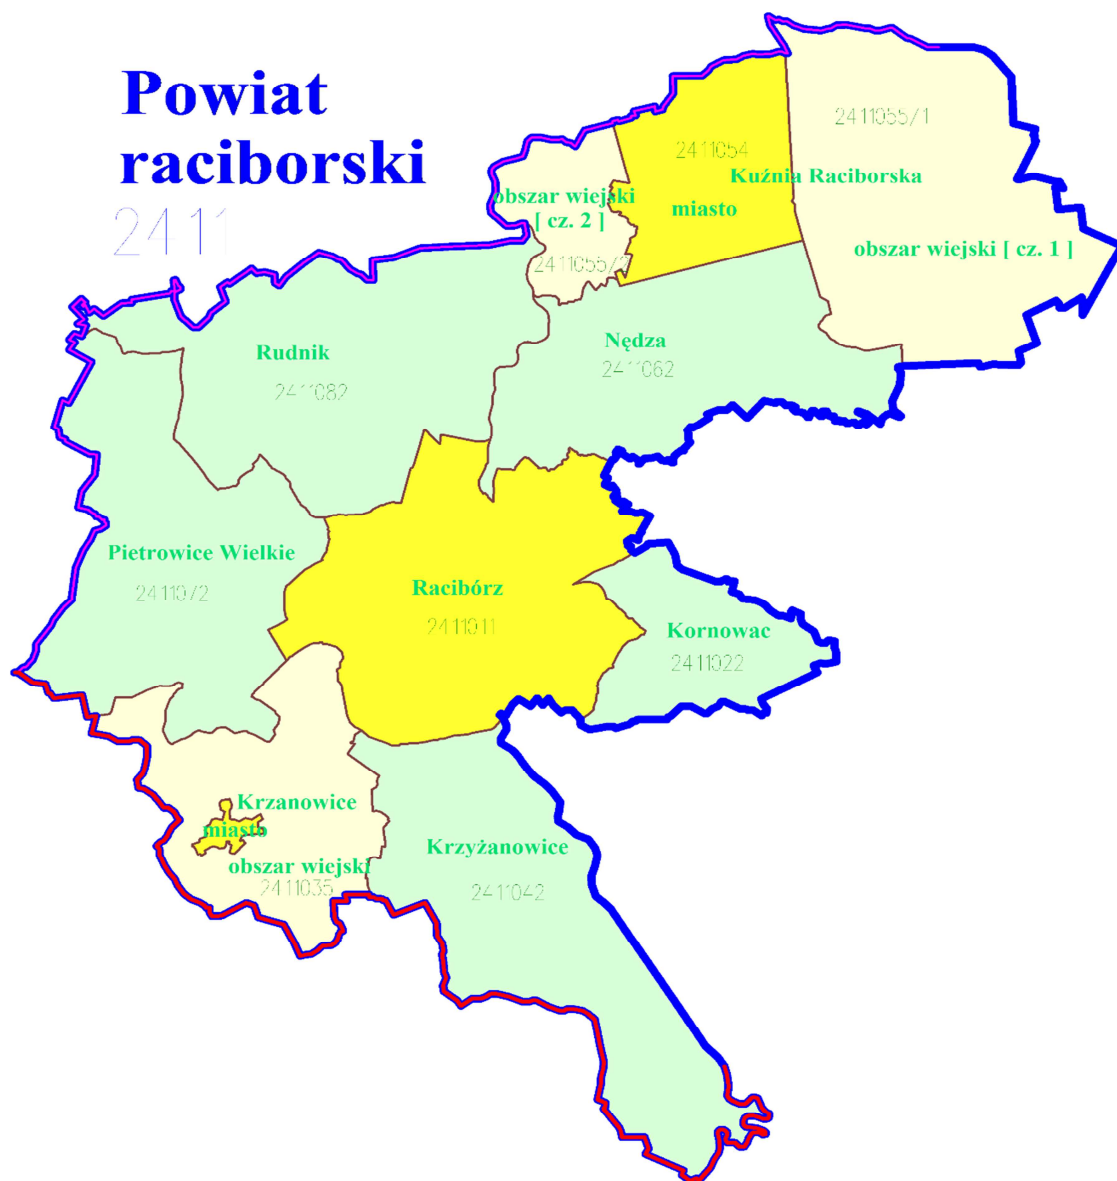 Powiat
raciborski
2411
2411055/1
2411054
Kuźnia Raciborska
obszar wiejski
[ cz. 2 ]
miasto
2411055/2
obszar wiejski [ cz. 1 ]
Rudnik
2411082
Nędza
2411062
Pietrowice Wielkie
2411072
Racibórz
2411011
Kornowac
2411022
Krzanowice
miasto
obszar wiejski
2411035
Krzyżanowice
2411042